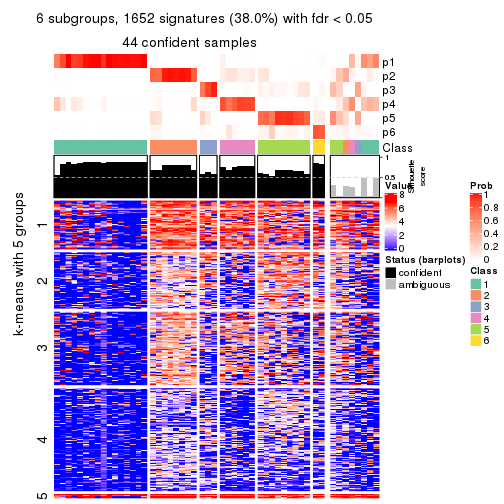 6 subgroups, 1652 signatures (38.0%) with fdr < 0.05
44 confident samples
p1
p2
p3
p4
p5
p6
Class
1
0.5
0
Silhouette
score
k-means with 5 groups
1
2
3
4
5
Value
8
6
4
2
0
Status (barplots)
confident
ambiguous
Prob
1
0.8
0.6
0.4
0.2
0
Class
1
2
3
4
5
6